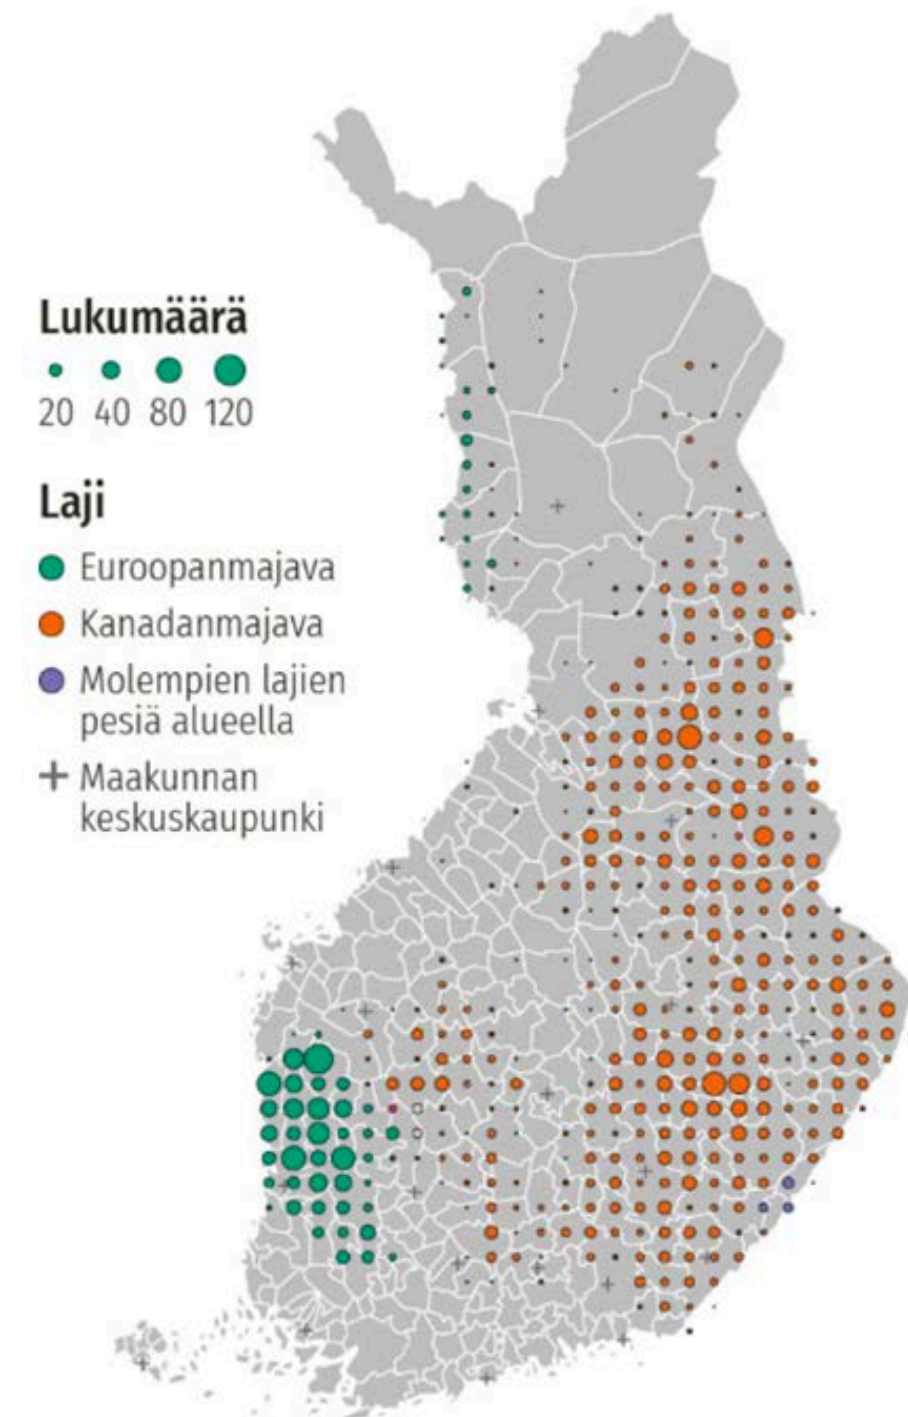 Lukumäärä
20 40 80 120
Laji
Euroopanmajava
Kanadanmajava
Molempien lajien
pesiä alueella
Maakunnan
keskuskaupunki